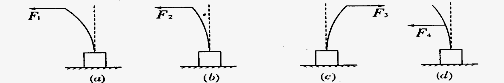 F₁ F₂ F₃ F₄
(a) (b) (c) (d)